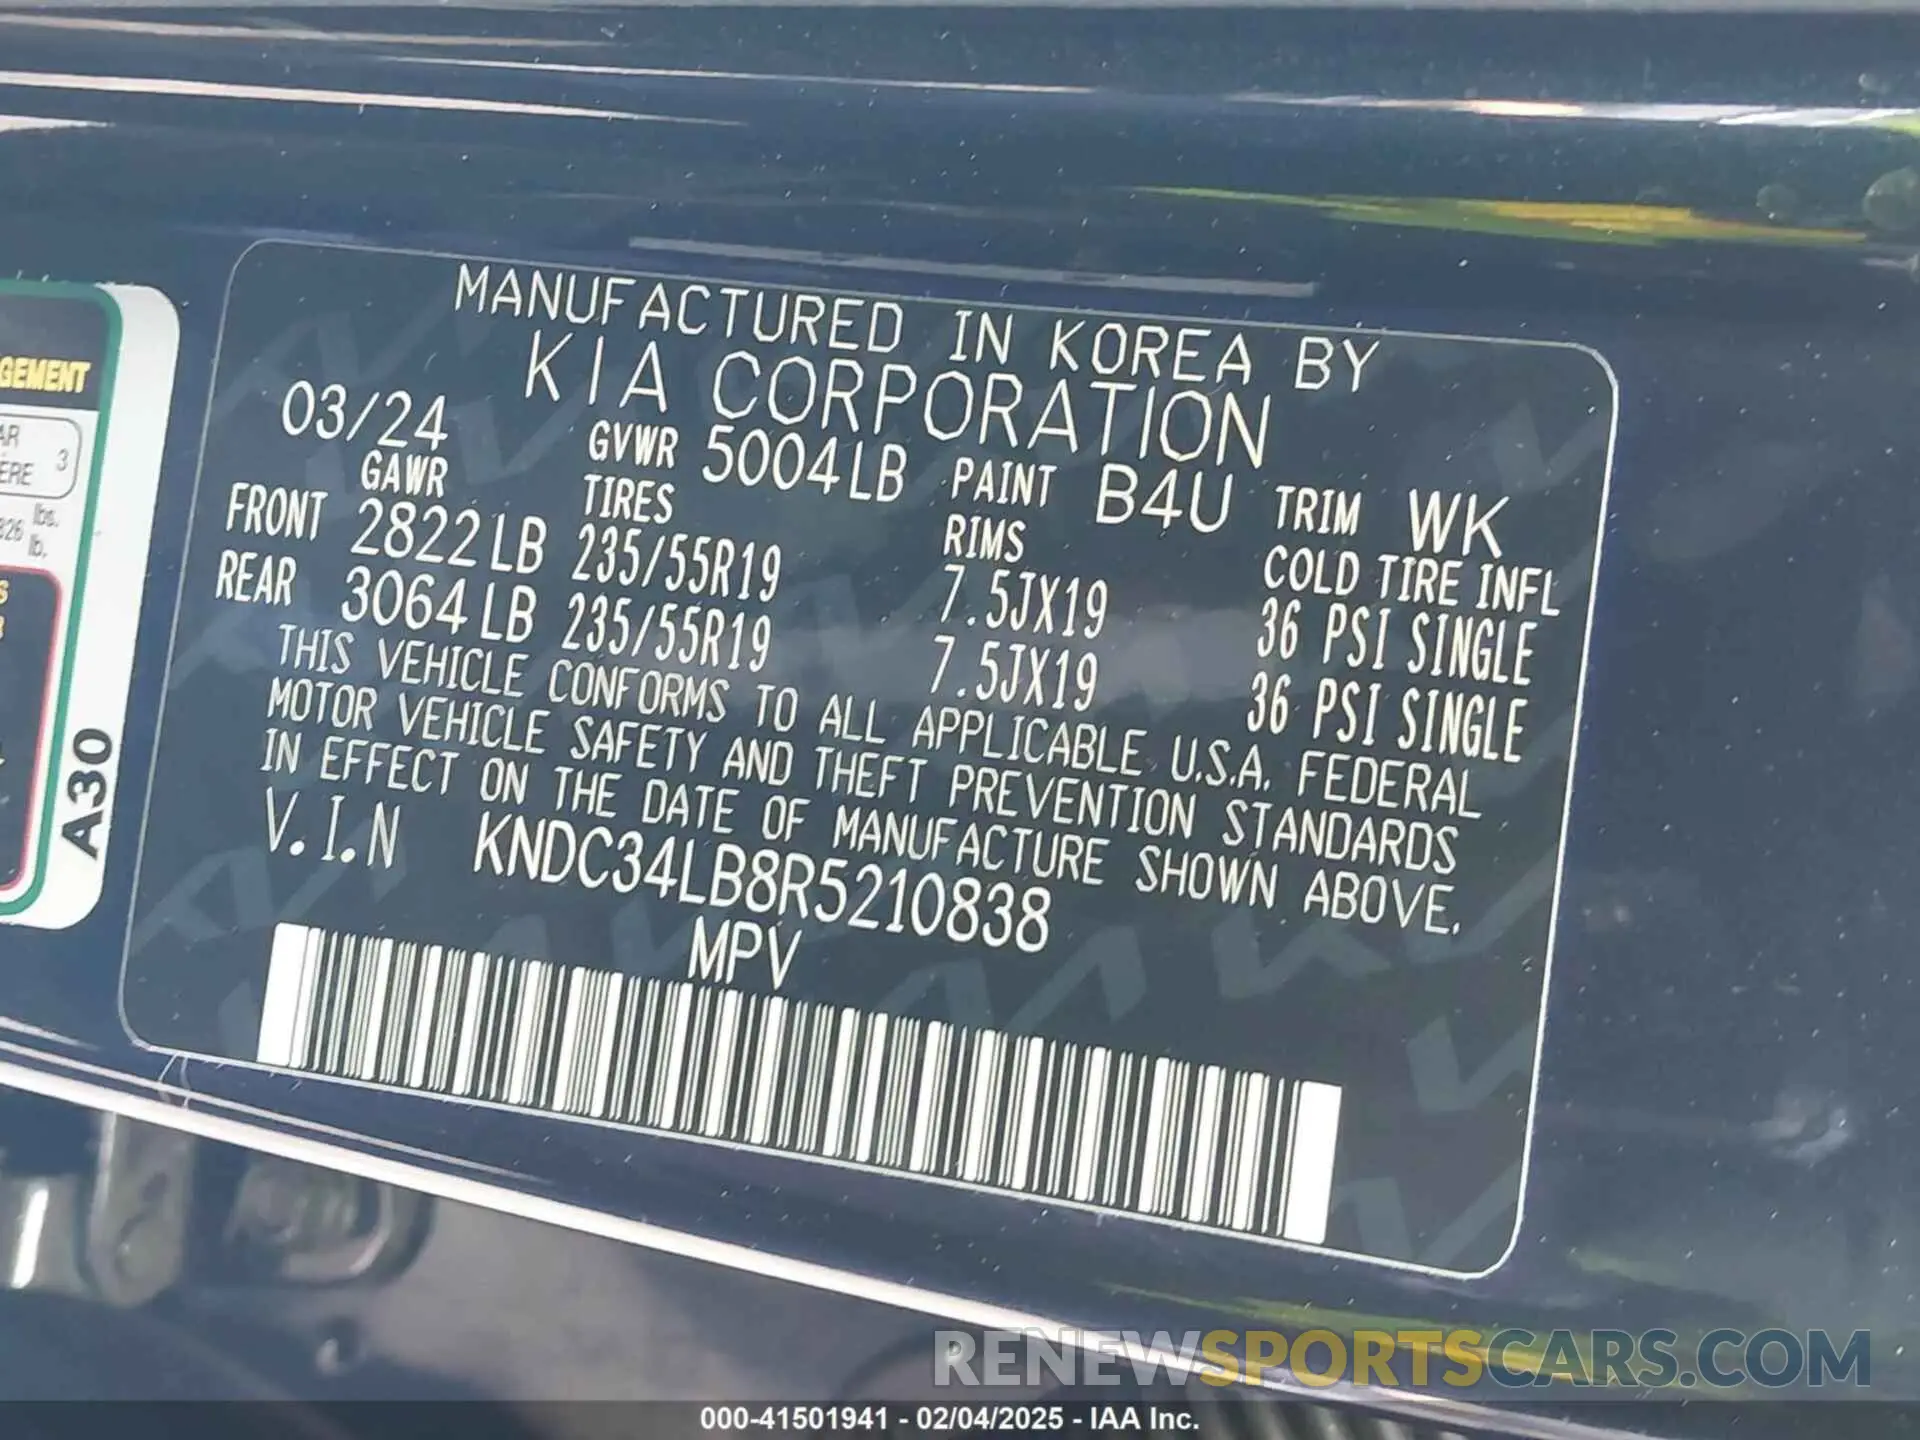 MANUFACTURED IN KOREA BY
KIA CORPORATION
03/24 GVWR 5004LB PAINT B4U TRIM WK
GAWR TIRES RIMS COLD TIRE INFL
FRONT 2822LB 235/55R19 7.5JX19 36 PSI SINGLE
REAR 3064LB 235/55R19 7.5JX19 36 PSI SINGLE
THIS VEHICLE CONFORMS TO ALL APPLICABLE U.S.A. FEDERAL
MOTOR VEHICLE SAFETY AND THEFT PREVENTION STANDARDS
IN EFFECT ON THE DATE OF MANUFACTURE SHOWN ABOVE.
V.I.N KNDC34LB8R5210838
MPV
GEMENT
3
lbs.
lb.
A30
RENEWSPORTSCARS.COM
000-41501941 - 02/04/2025 - IAA Inc.